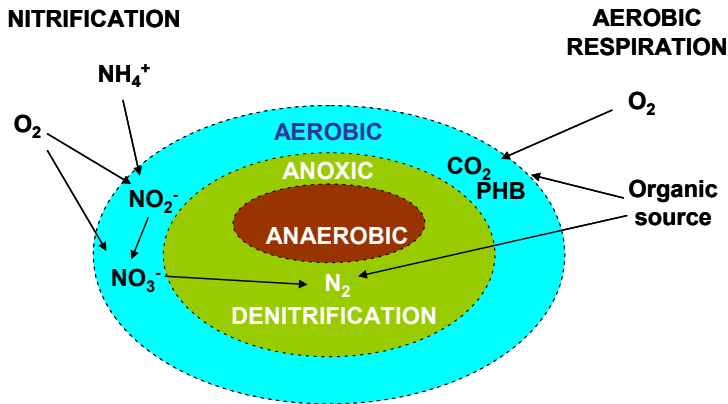 NITRIFICATION
AEROBIC
RESPIRATION
NH₄⁺
O₂
O₂
AEROBIC
ANOXIC
CO₂
PHB
NO₂⁻
Organic
source
ANAEROBIC
NO₃⁻
N₂
DENITRIFICATION